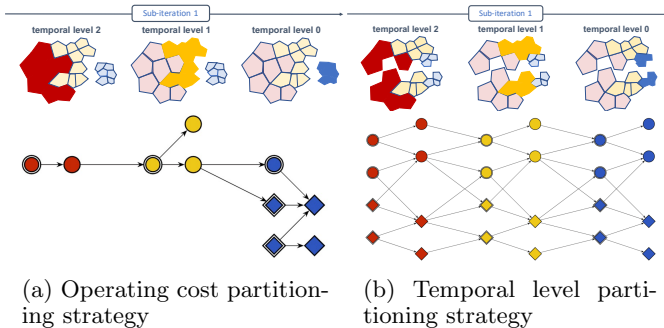 Sub-iteration 1
temporal level 2 temporal level 1 temporal level 0
Sub-iteration 1
temporal level 2 temporal level 1 temporal level 0
(a) Operating cost partition-
ing strategy
(b) Temporal level parti-
tioning strategy